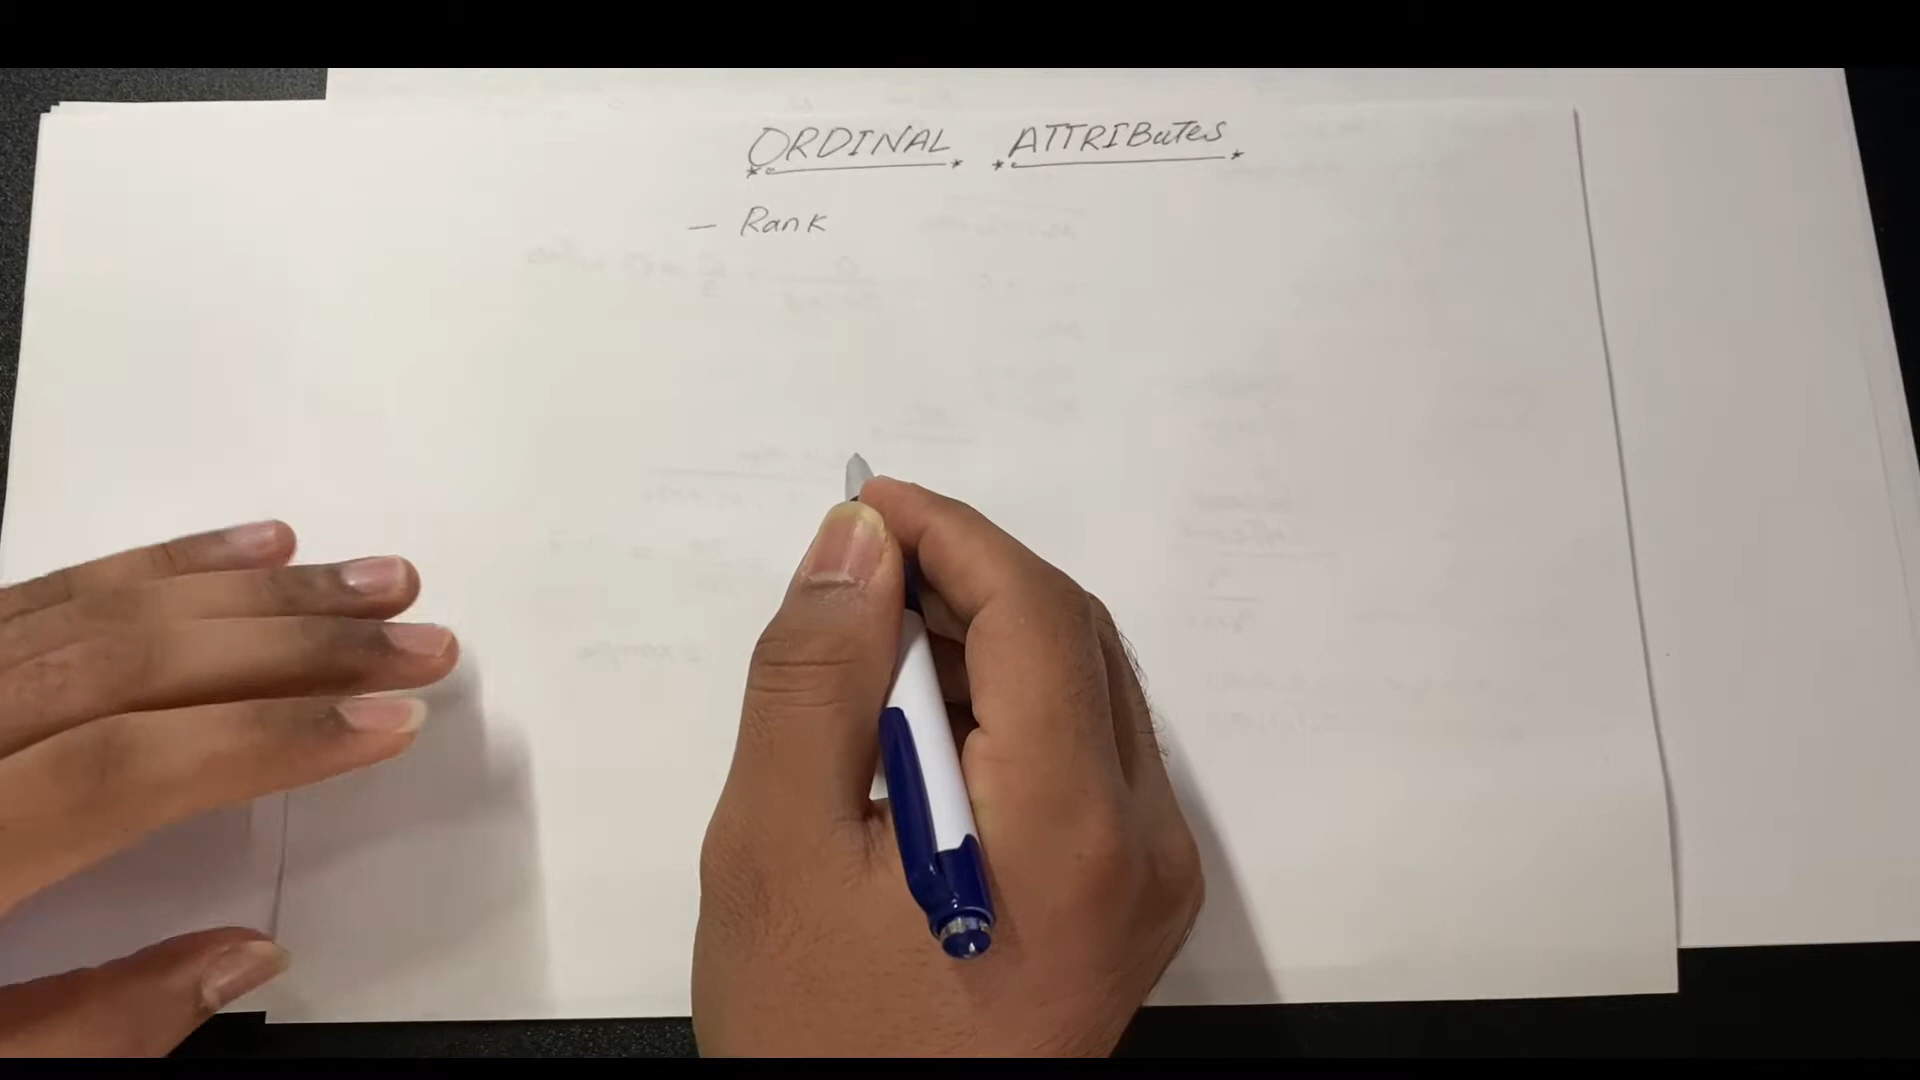 ORDINAL ATTRIButes
— Rank